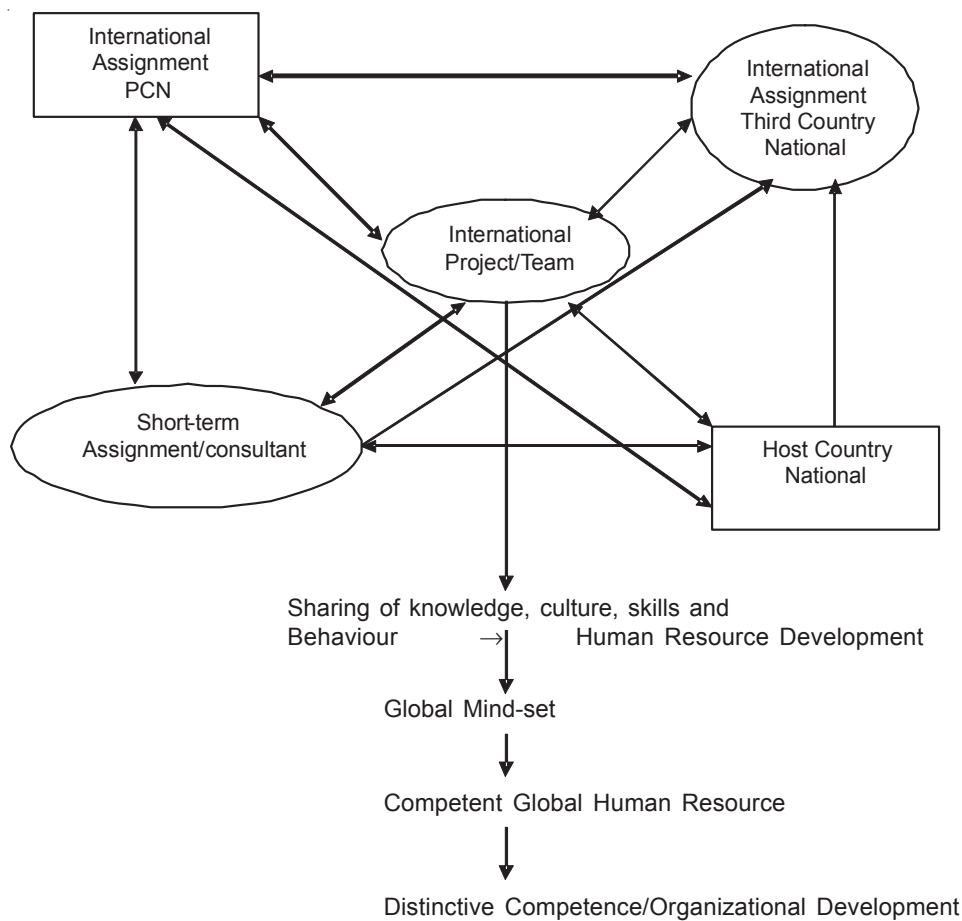 International
Assignment
PCN
International
Assignment
Third Country
National
International
Project/Team
Short-term
Assignment/consultant
Host Country
National
Sharing of knowledge, culture, skills and
Behaviour → Human Resource Development
Global Mind-set
Competent Global Human Resource
Distinctive Competence/Organizational Development